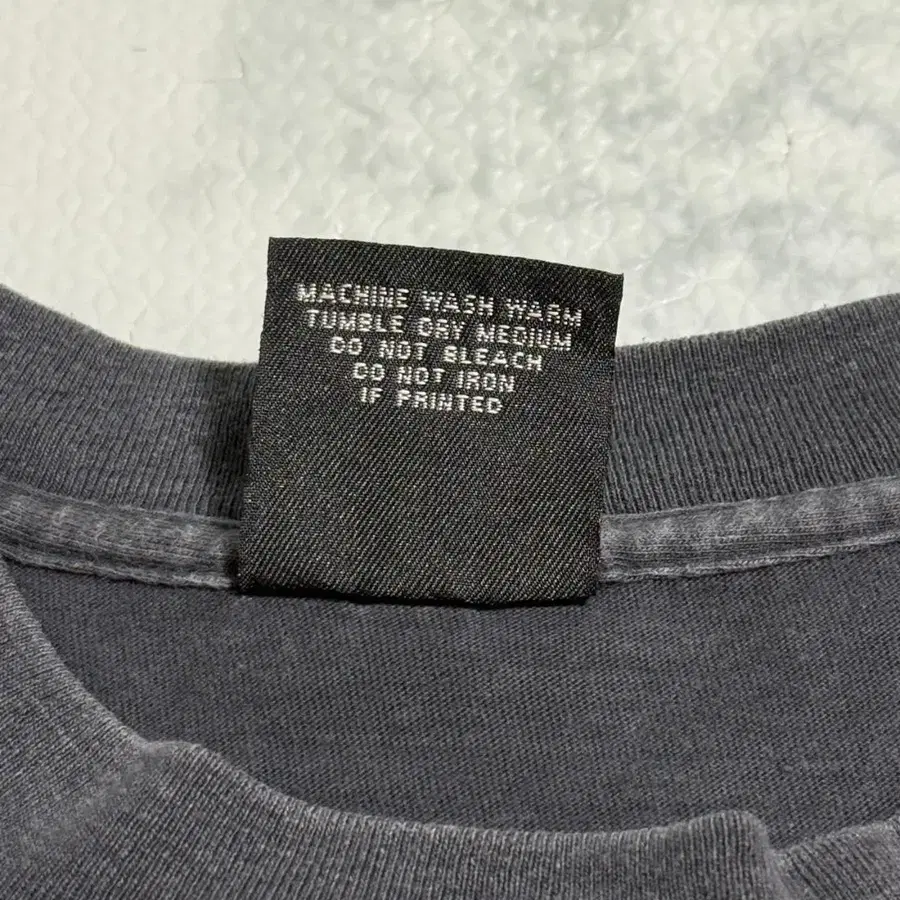 MACHINE WASH WARM
TUMBLE DRY MEDIUM
DO NOT BLEACH
DO NOT IRON
IF PRINTED